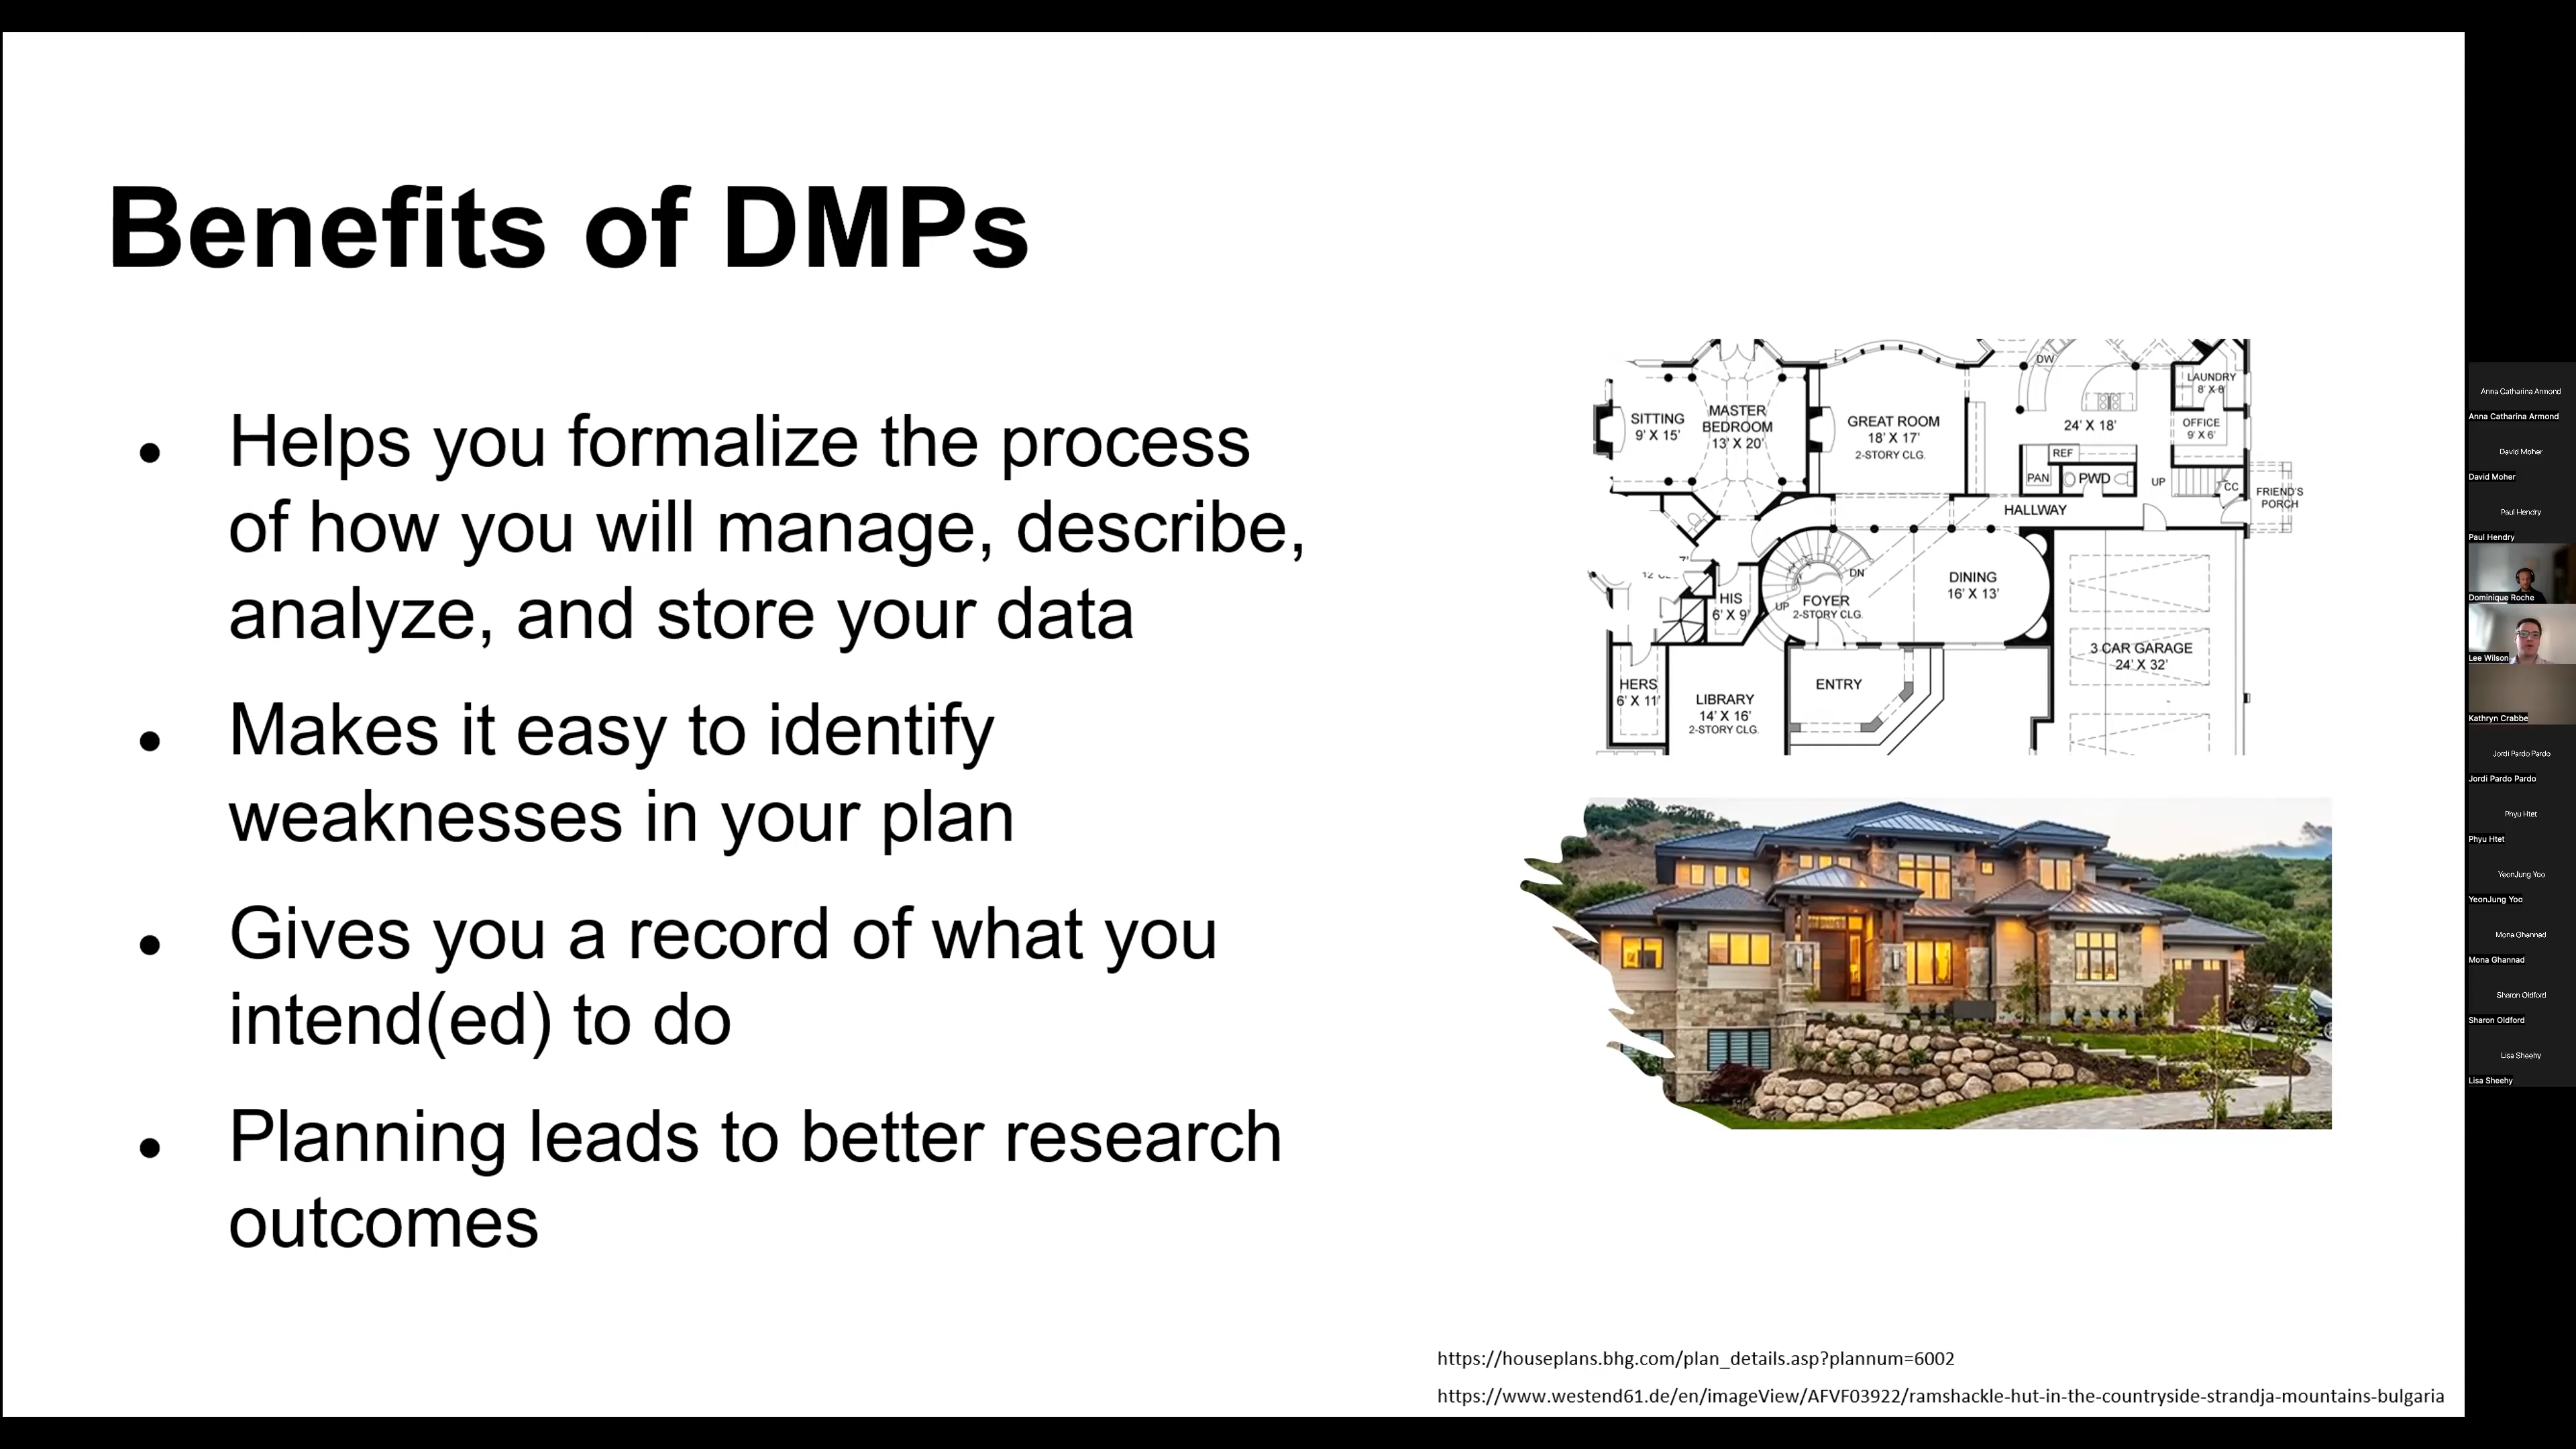 Benefits of DMPs
Helps you formalize the process
of how you will manage, describe,
analyze, and store your data
Makes it easy to identify
weaknesses in your plan
Gives you a record of what you
intend(ed) to do
Planning leads to better research
outcomes
DW
LAUNDRY
8' X 8'
SITTING
9' X 15'
MASTER
BEDROOM
13' X 20'
GREAT ROOM
18' X 17'
2-STORY CLG.
24' X 18'
OFFICE
9' X 6'
REF
PAN
PWD
UP
CC
FRIEND'S
PORCH
HALLWAY
HIS
6' X 9'
UP
FOYER
2-STORY CLG.
DN
DINING
16' X 13'
3 CAR GARAGE
24' X 32'
HERS
6' X 11'
LIBRARY
14' X 16'
2-STORY CLG.
ENTRY
https://houseplans.bhg.com/plan_details.asp?plannum=6002
https://www.westend61.de/en/imageView/AFVF03922/ramshackle-hut-in-the-countryside-strandja-mountains-bulgaria
Anna Catharina Armond
Anna Catharina Armond
David Moher
David Moher
Paul Hendry
Paul Hendry
Dominique Roche
Lee Wilson
Kathryn Crabbe
Jordi Pardo Pardo
Jordi Pardo Pardo
Phyu Htet
Phyu Htet
YeonJung Yoo
YeonJung Yoo
Mona Ghannad
Mona Ghannad
Sharon Oldford
Sharon Oldford
Lisa Sheehy
Lisa Sheehy